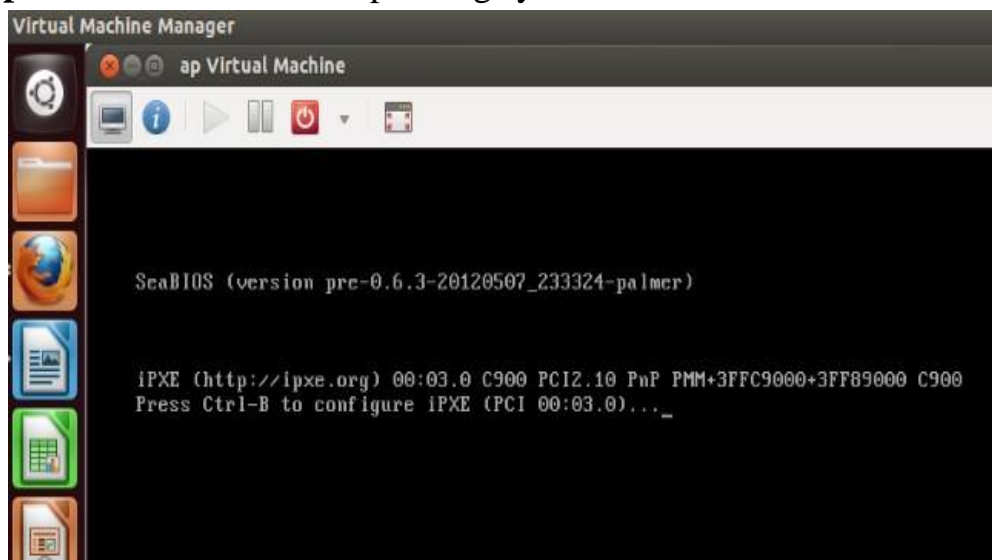 Virtual Machine Manager
ap Virtual Machine
SeaBIOS (version pre-0.6.3-20120507_233324-palmer)
iPXE (http://ipxe.org) 00:03.0 C900 PCI2.10 PnP PMM+3FFC9000+3FF89000 C900
Press Ctrl-B to configure iPXE (PCI 00:03.0)..._